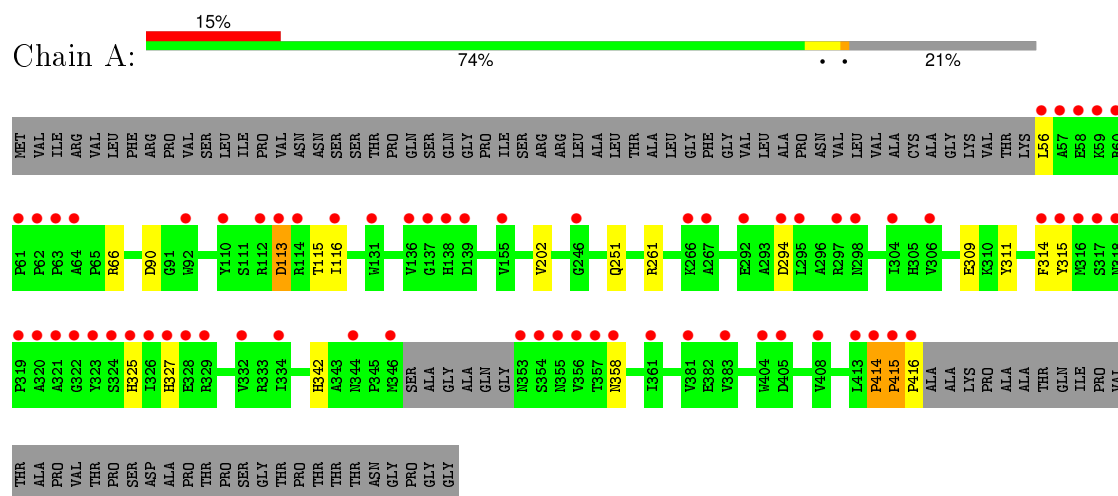 15%
Chain A:
74% • • 21%
MET VAL ILE ARG VAL LEU PHE ARG PRO VAL SER LEU ILE PRO VAL ASN ASN SER SER THR PRO GLN SER GLN GLY PRO ILE SER ARG ARG LEU ALA LEU THR ALA LEU GLY PHE GLY VAL LEU ALA PRO ASN VAL LEU VAL ALA CYS ALA GLY LYS VAL THR LYS L56 A57 E58 K59 R60
P61 P62 P63 A64 P65 R66 D90 G91 W92 Y110 S111 R112 D113 R114 T115 I116 W131 V136 G137 H138 D139 V155 V202 G246 Q251 R261 K266 A267 E292 A293 D294 L295 A296 R297 N298 I304 H305 V306 E309 K310 Y311 F314 Y315 M316 S317 N318
P319 A320 A321 G322 Y323 S324 H325 I326 H327 E328 R329 V332 R333 I334 H342 A343 N344 P345 W346 SER ALA GLY ALA GLN GLY N353 S354 N355 V356 T357 N358 I361 V381 E382 V383 W404 D405 V408 L413 P414 P415 P416 ALA ALA LYS PRO ALA ALA THR GLN ILE PRO VAL
THR ALA PRO VAL THR PRO SER ASP ALA PRO THR PRO SER GLY THR PRO THR THR THR ASN GLY PRO GLY GLY